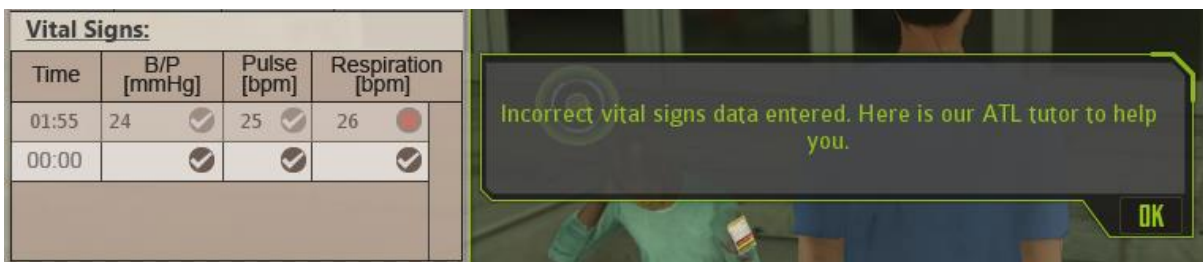 Vital Signs:
Time B/P [mmHg] Pulse [bpm] Respiration [bpm]
01:55 24 25 26
00:00
Incorrect vital signs data entered. Here is our ATL tutor to help
you.
OK